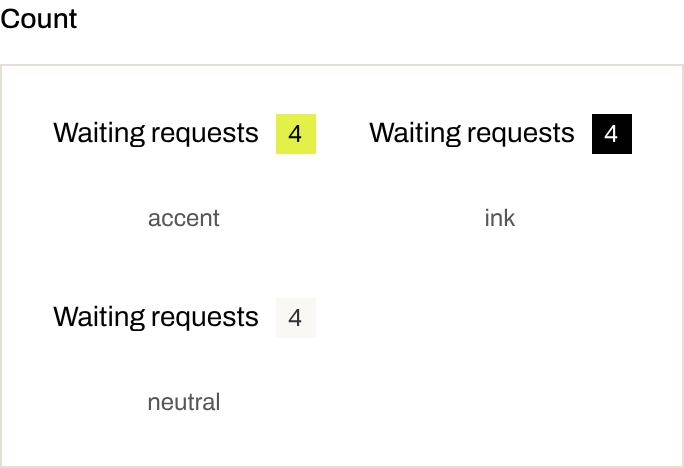 Count
Waiting requests 4
Waiting requests 4
accent
ink
Waiting requests 4
neutral